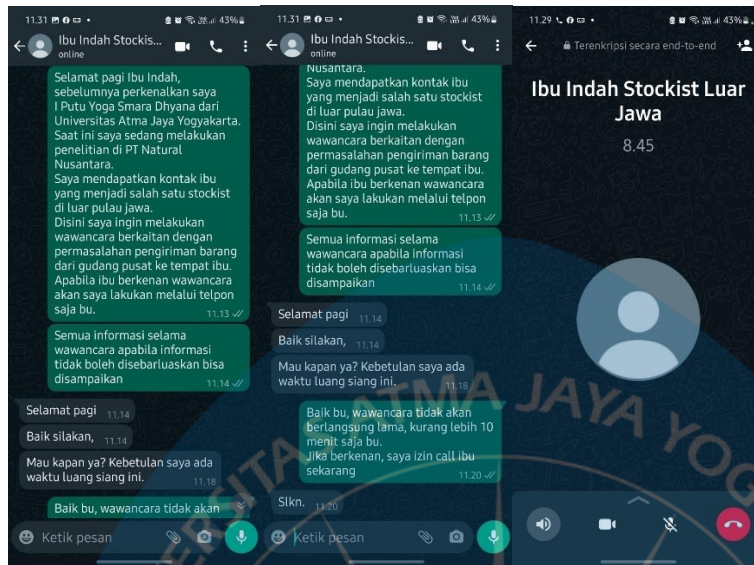 11.31
43%
Ibu Indah Stockis...
online
Selamat pagi Ibu Indah,
sebelumnya perkenalkan saya
I Putu Yoga Smara Dhyana dari
Universitas Atma Jaya Yogyakarta.
Saat ini saya sedang melakukan
penelitian di PT Natural
Nusantara.
Saya mendapatkan kontak ibu
yang menjadi salah satu stockist
di luar pulau jawa.
Disini saya ingin melakukan
wawancara berkaitan dengan
permasalahan pengiriman barang
dari gudang pusat ke tempat ibu.
Apabila ibu berkenan wawancara
akan saya lakukan melalui telpon
saja bu.
11.13
Semua informasi selama
wawancara apabila informasi
tidak boleh disebarluaskan bisa
disampaikan
11.14
Selamat pagi 11.14
Baik silakan, 11.14
Mau kapan ya? Kebetulan saya ada
waktu luang siang ini.
11.18
Baik bu, wawancara tidak akan
Ketik pesan
11.31
43%
Ibu Indah Stockis...
online
Nusantara.
Saya mendapatkan kontak ibu
yang menjadi salah satu stockist
di luar pulau jawa.
Disini saya ingin melakukan
wawancara berkaitan dengan
permasalahan pengiriman barang
dari gudang pusat ke tempat ibu.
Apabila ibu berkenan wawancara
akan saya lakukan melalui telpon
saja bu.
11.13
Semua informasi selama
wawancara apabila informasi
tidak boleh disebarluaskan bisa
disampaikan
11.14
Selamat pagi 11.14
Baik silakan, 11.14
Mau kapan ya? Kebetulan saya ada
waktu luang siang ini.
11.18
Baik bu, wawancara tidak akan
berlangsung lama, kurang lebih 10
menit saja bu.
Jika berkenan, saya izin call ibu
sekarang
11.20
Slkn. 11.20
Ketik pesan
11.29
43%
Terenkripsi secara end-to-end
Ibu Indah Stockist Luar
Jawa
8.45
ERSITAS ATMA JAYA YOG